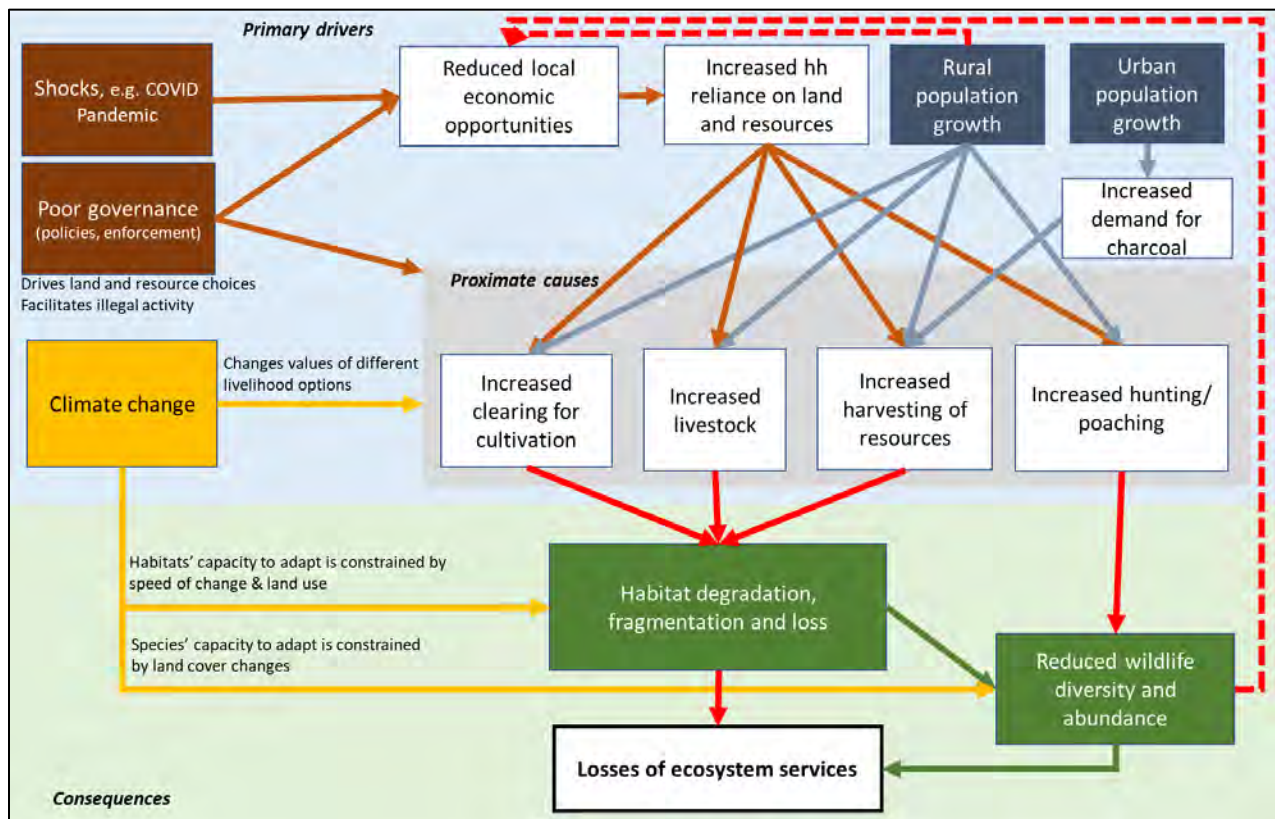 Primary drivers
Shocks, e.g. COVID
Pandemic
Reduced local
economic
opportunities
Increased hh
reliance on land
and resources
Rural
population
growth
Urban
population
growth
Poor governance
(policies, enforcement)
Increased
demand for
charcoal
Drives land and resource choices
Facilitates illegal activity
Proximate causes
Climate change
Changes values of different
livelihood options
Increased
clearing for
cultivation
Increased
livestock
Increased
harvesting of
resources
Increased hunting/
poaching
Habitats’ capacity to adapt is constrained by
speed of change & land use
Habitat degradation,
fragmentation and loss
Species’ capacity to adapt is constrained
by land cover changes
Reduced wildlife
diversity and
abundance
Losses of ecosystem services
Consequences